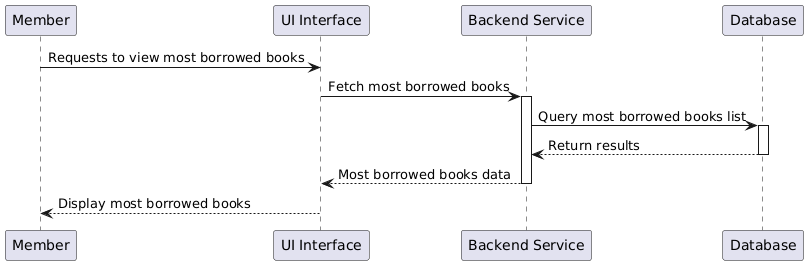 Member
UI Interface
Backend Service
Database
Requests to view most borrowed books
Fetch most borrowed books
Query most borrowed books list
Return results
Most borrowed books data
Display most borrowed books
Member
UI Interface
Backend Service
Database